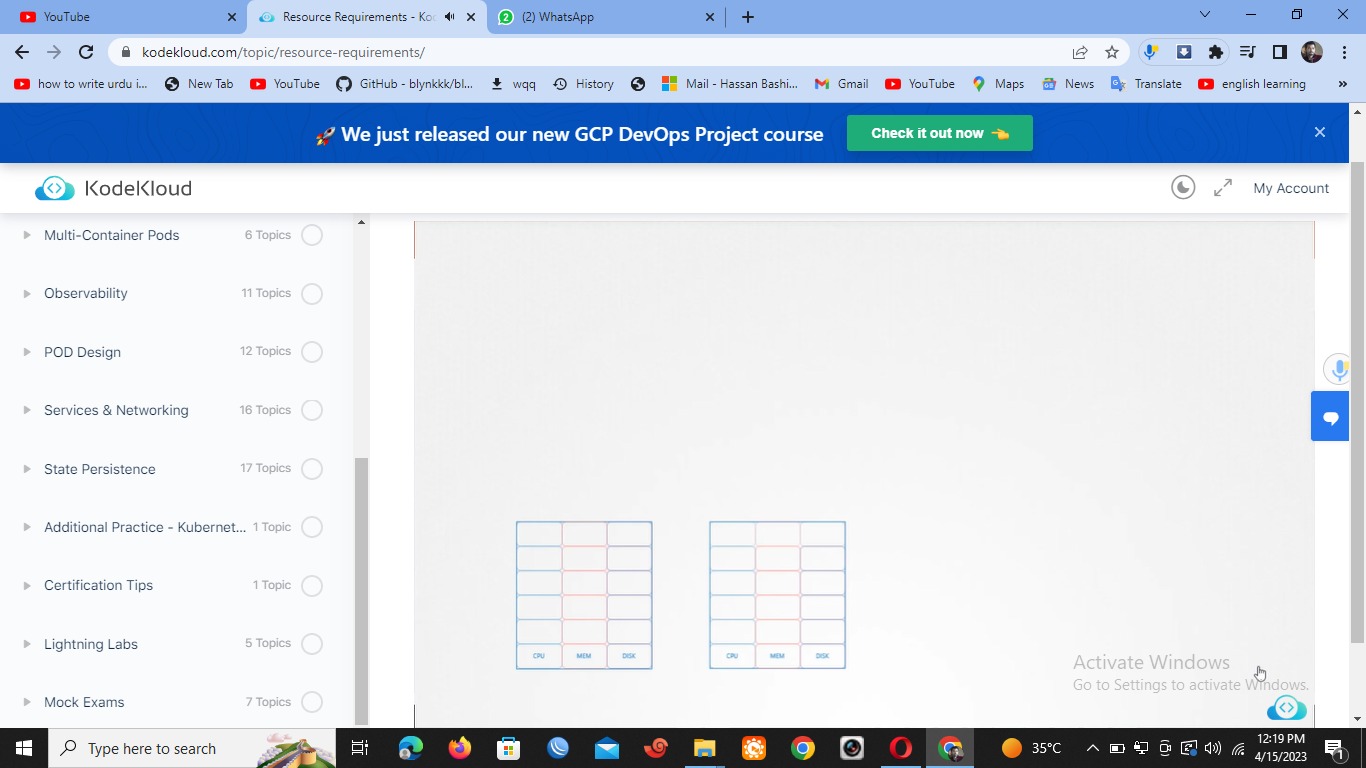 YouTube
Resource Requirements - Ko
(2) WhatsApp
kodekloud.com/topic/resource-requirements/
how to write urdu i...
New Tab
YouTube
GitHub - blynkkk/bl...
wqq
History
Mail - Hassan Bashi...
Gmail
YouTube
Maps
News
Translate
english learning
»
We just released our new GCP DevOps Project course
Check it out now
KodeKloud
My Account
Multi-Container Pods 6 Topics
Observability 11 Topics
POD Design 12 Topics
Services & Networking 16 Topics
State Persistence 17 Topics
Additional Practice - Kubernet... 1 Topic
Certification Tips 1 Topic
Lightning Labs 5 Topics
Mock Exams 7 Topics
CPU MEM DISK
CPU MEM DISK
Activate Windows
Go to Settings to activate Windows.
Type here to search
35°C
12:19 PM
4/15/2023
1